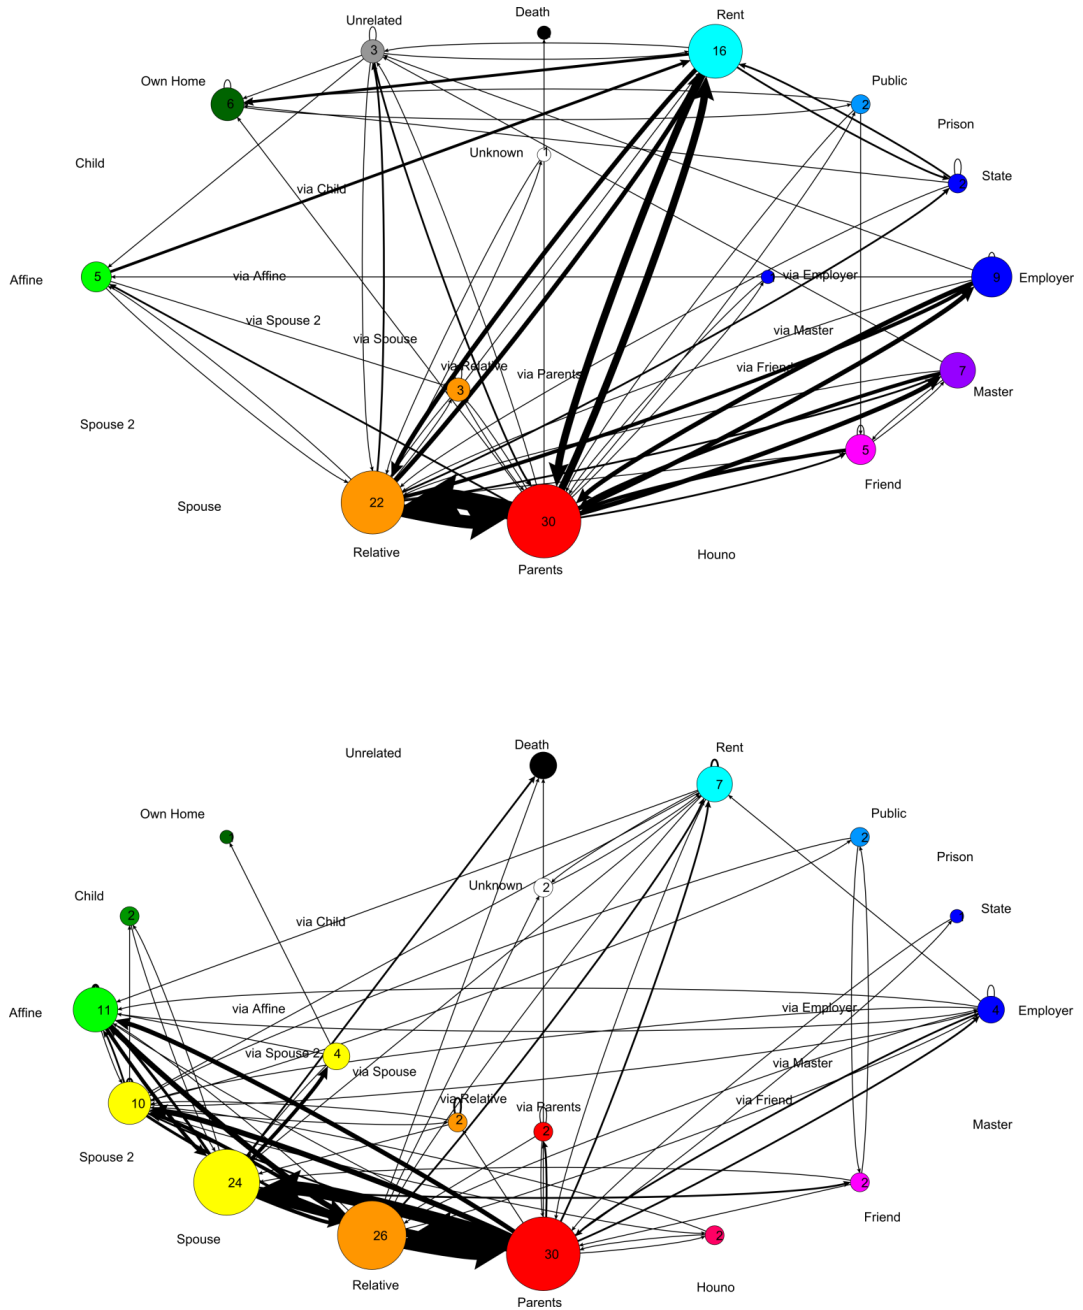 Death
Rent
Unrelated
3
16
Own Home
6
Public
2
Prison
Unknown
1
Child
via Child
State
2
Affine
5
via Affine
via Employer
9
Employer
via Spouse 2
via Spouse
via Master
via Relative
via Parents
via Friend
7
Master
3
Spouse 2
5
Friend
Spouse
22
30
Relative
Parents
Houno
Unrelated
Death
Rent
7
Own Home
Public
2
Prison
Unknown
2
Child
2
via Child
State
Affine
11
via Affine
via Employer
4
Employer
via Spouse 2
4
via Spouse
via Master
10
via Relative
2
via Parents
2
via Friend
Master
Spouse 2
24
2
Friend
Spouse
26
30
2
Relative
Parents
Houno